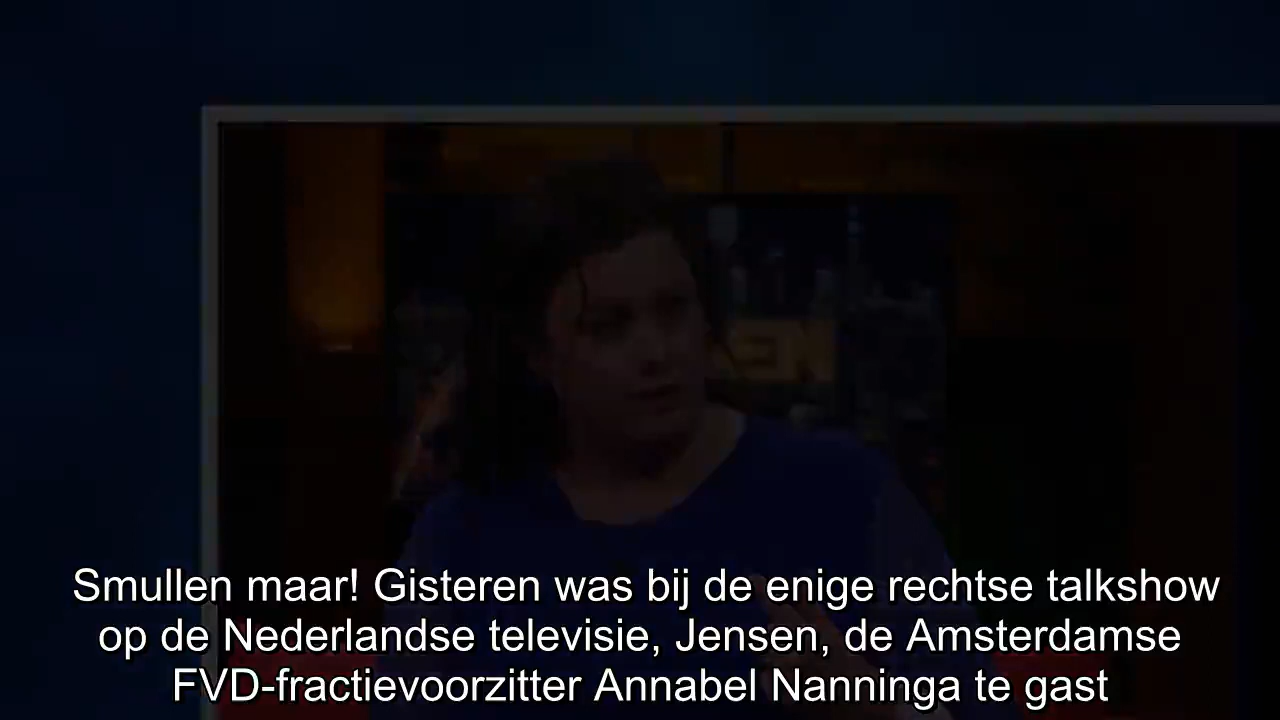 Smullen maar! Gisteren was bij de enige rechtse talkshow
op de Nederlandse televisie, Jensen, de Amsterdamse
FVD-fractievoorzitter Annabel Nanninga te gast